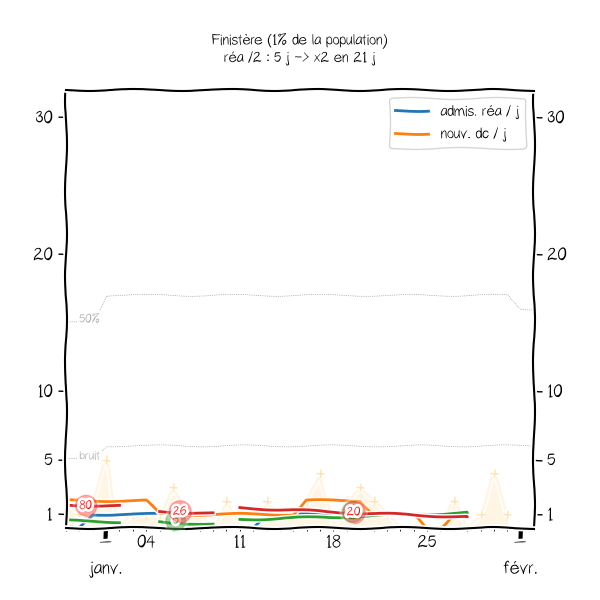 Finistère (1% de la population)
réa /2 : 5 j -> x2 en 21 j
admis. réa / j
nouv. dc / j
30
30
20
20
50%
10
10
bruit
5
5
80
26
20
1
1
04
11
18
25
janv.
févr.